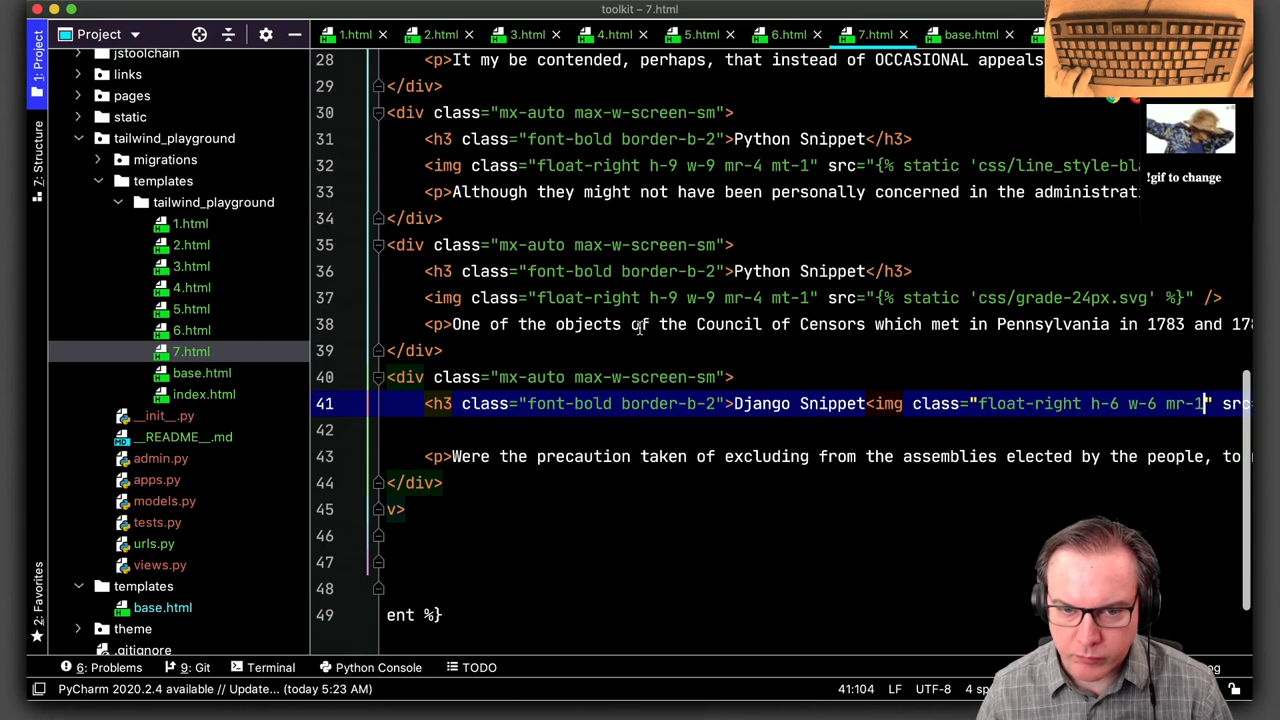 toolkit – 7.html
Project
1.html
2.html
3.html
4.html
5.html
6.html
7.html
base.html
1: Project
7: Structure
2: Favorites
jstoolchain
links
pages
static
tailwind_playground
migrations
templates
tailwind_playground
1.html
2.html
3.html
4.html
5.html
6.html
7.html
base.html
index.html
__init__.py
__README__.md
admin.py
apps.py
models.py
tests.py
urls.py
views.py
templates
base.html
theme
.gitignore
28 <p>It my be contended, perhaps, that instead of OCCASIONAL appeals
29 </div>
30 <div class="mx-auto max-w-screen-sm">
31 <h3 class="font-bold border-b-2">Python Snippet</h3>
32 <img class="float-right h-9 w-9 mr-4 mt-1" src="{% static 'css/line_style-bla
33 <p>Although they might not have been personally concerned in the administrati
34 </div>
35 <div class="mx-auto max-w-screen-sm">
36 <h3 class="font-bold border-b-2">Python Snippet</h3>
37 <img class="float-right h-9 w-9 mr-4 mt-1" src="{% static 'css/grade-24px.svg' %}" />
38 <p>One of the objects of the Council of Censors which met in Pennsylvania in 1783 and 178
39 </div>
40 <div class="mx-auto max-w-screen-sm">
41 <h3 class="font-bold border-b-2">Django Snippet<img class="float-right h-6 w-6 mr-1" src
42
43 <p>Were the precaution taken of excluding from the assemblies elected by the people, to
44 </div>
45 v>
46
47
48
49 ent %}
!gif to change
6: Problems
9: Git
Terminal
Python Console
TODO
PyCharm 2020.2.4 available // Update... (today 5:23 AM)
41:104
LF
UTF-8
4 sp